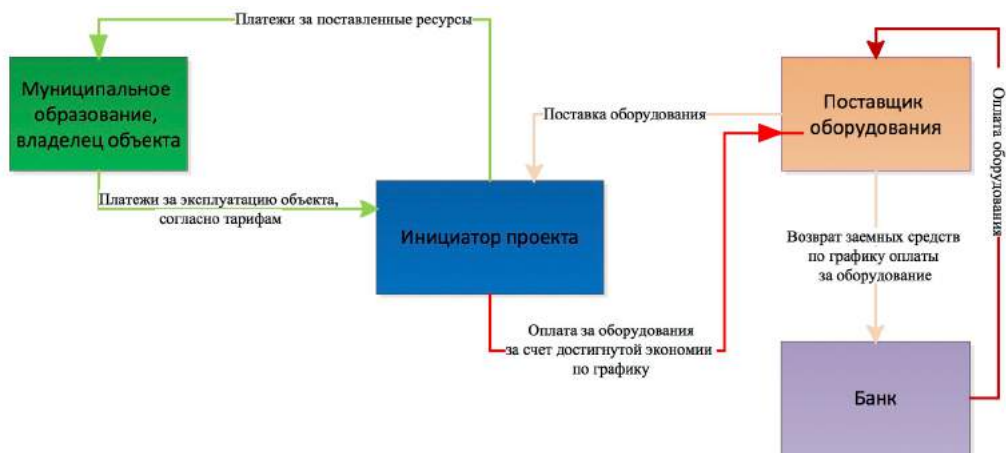 Платежи за поставленные ресурсы
Муниципальное
образование,
владелец объекта
Поставка оборудования
Поставщик
оборудования
Оплата оборудования
Платежи за эксплуатацию объекта,
согласно тарифам
Инициатор проекта
Возврат заемных средств
по графику оплаты
за оборудование
Оплата за оборудования
за счет достигнутой экономии
по графику
Банк